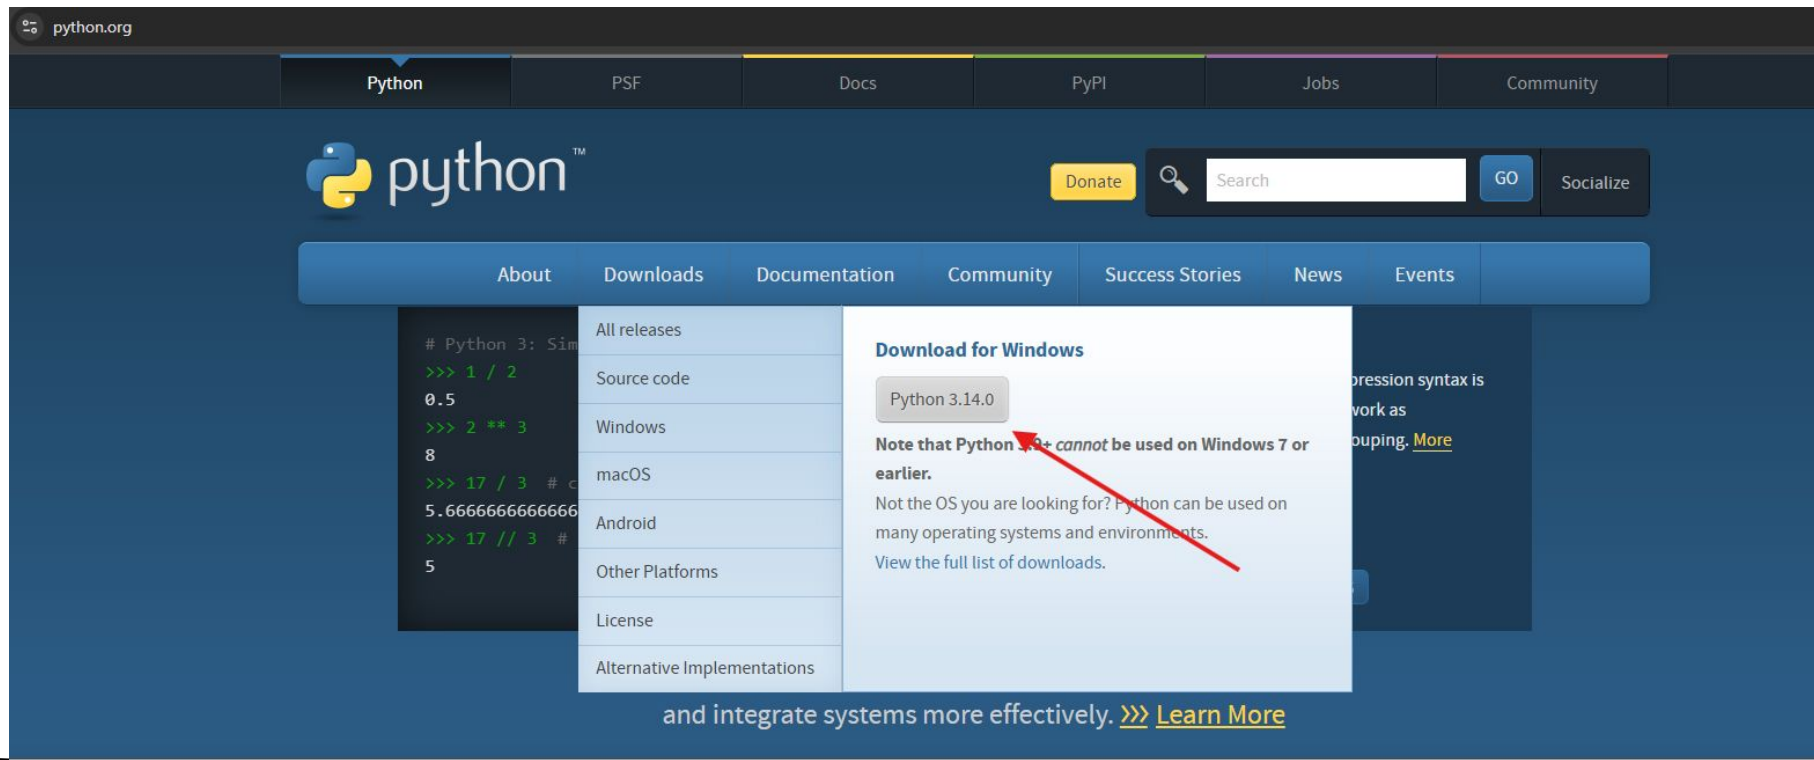 python.org
Python PSF Docs PyPI Jobs Community
python™
Donate Search GO Socialize
About Downloads Documentation Community Success Stories News Events
# Python 3: Sim
>>> 1 / 2
0.5
>>> 2 ** 3
8
>>> 17 / 3 # c
5.6666666666666
>>> 17 // 3 #
5
All releases
Source code
Windows
macOS
Android
Other Platforms
License
Alternative Implementations
Download for Windows
Python 3.14.0
Note that Python 3.9+ cannot be used on Windows 7 or
earlier.
Not the OS you are looking for? Python can be used on
many operating systems and environments.
View the full list of downloads.
pression syntax is
work as
ouping. More
and integrate systems more effectively. >>> Learn More